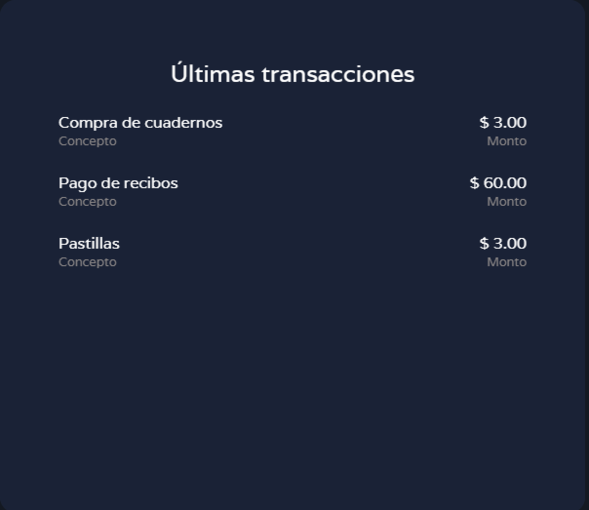 Últimas transacciones
Compra de cuadernos $ 3.00
Concepto Monto
Pago de recibos $ 60.00
Concepto Monto
Pastillas $ 3.00
Concepto Monto